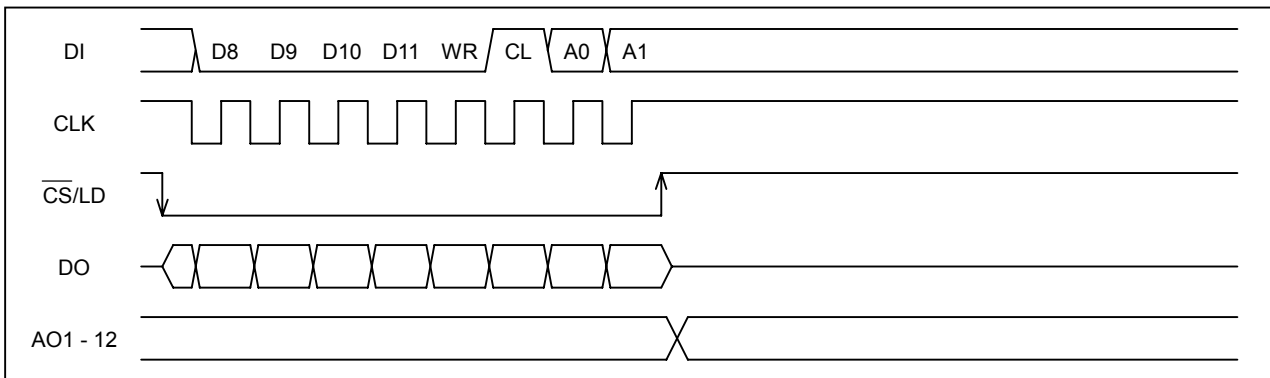 DI D8 D9 D10 D11 WR CL A0 A1
CLK
CS/LD
DO
AO1 - 12